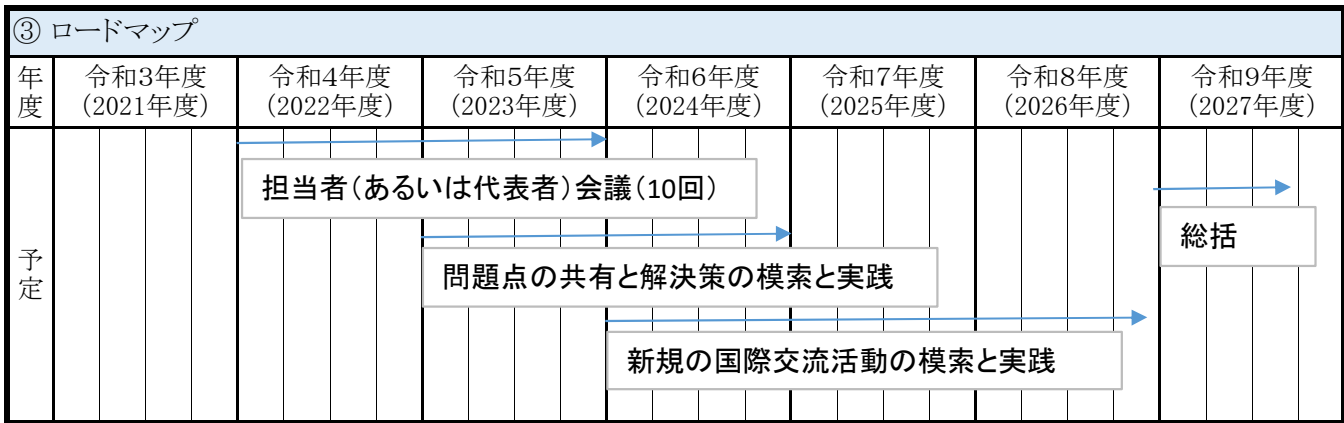 ③ ロードマップ
年度
令和3年度
(2021年度)
令和4年度
(2022年度)
令和5年度
(2023年度)
令和6年度
(2024年度)
令和7年度
(2025年度)
令和8年度
(2026年度)
令和9年度
(2027年度)
予定
担当者(あるいは代表者)会議(10回)
問題点の共有と解決策の模索と実践
新規の国際交流活動の模索と実践
総括